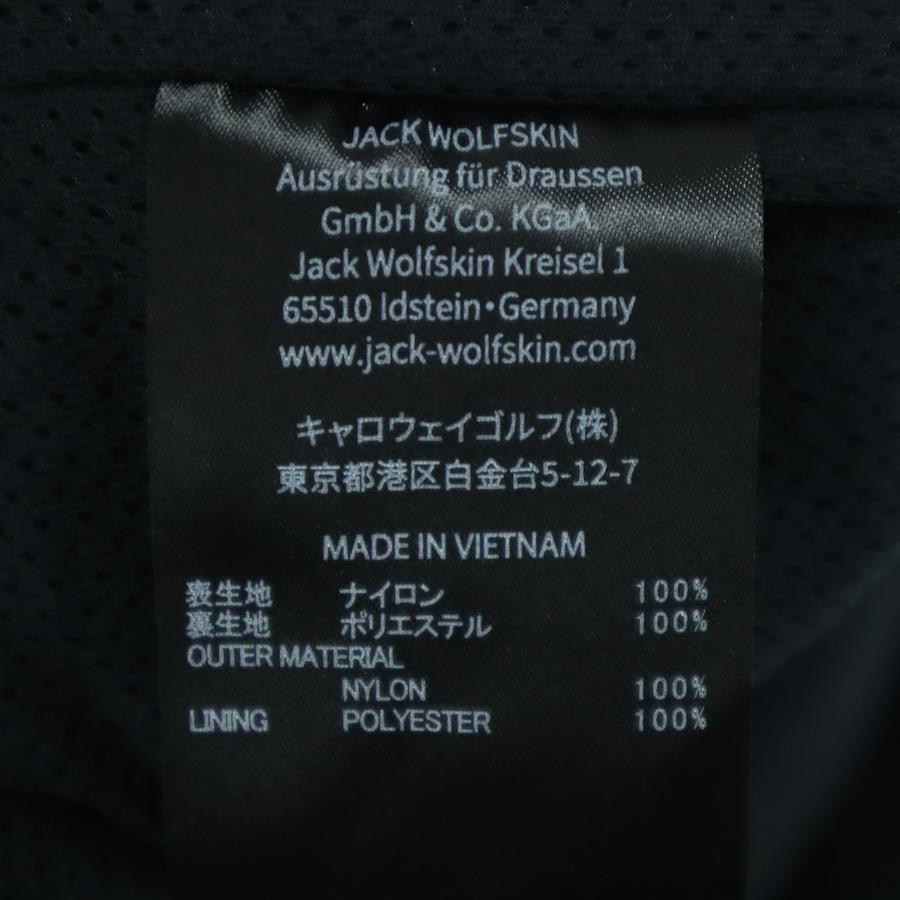 JACK WOLFSKIN
Ausrüstung für Draussen
GmbH & Co. KGaA.
Jack Wolfskin Kreisel 1
65510 Idstein・Germany
www.jack-wolfskin.com
キャロウェイゴルフ(株)
東京都港区白金台5-12-7
MADE IN VIETNAM
表生地 ナイロン 100%
裏生地 ポリエステル 100%
OUTER MATERIAL
NYLON 100%
LINING POLYESTER 100%